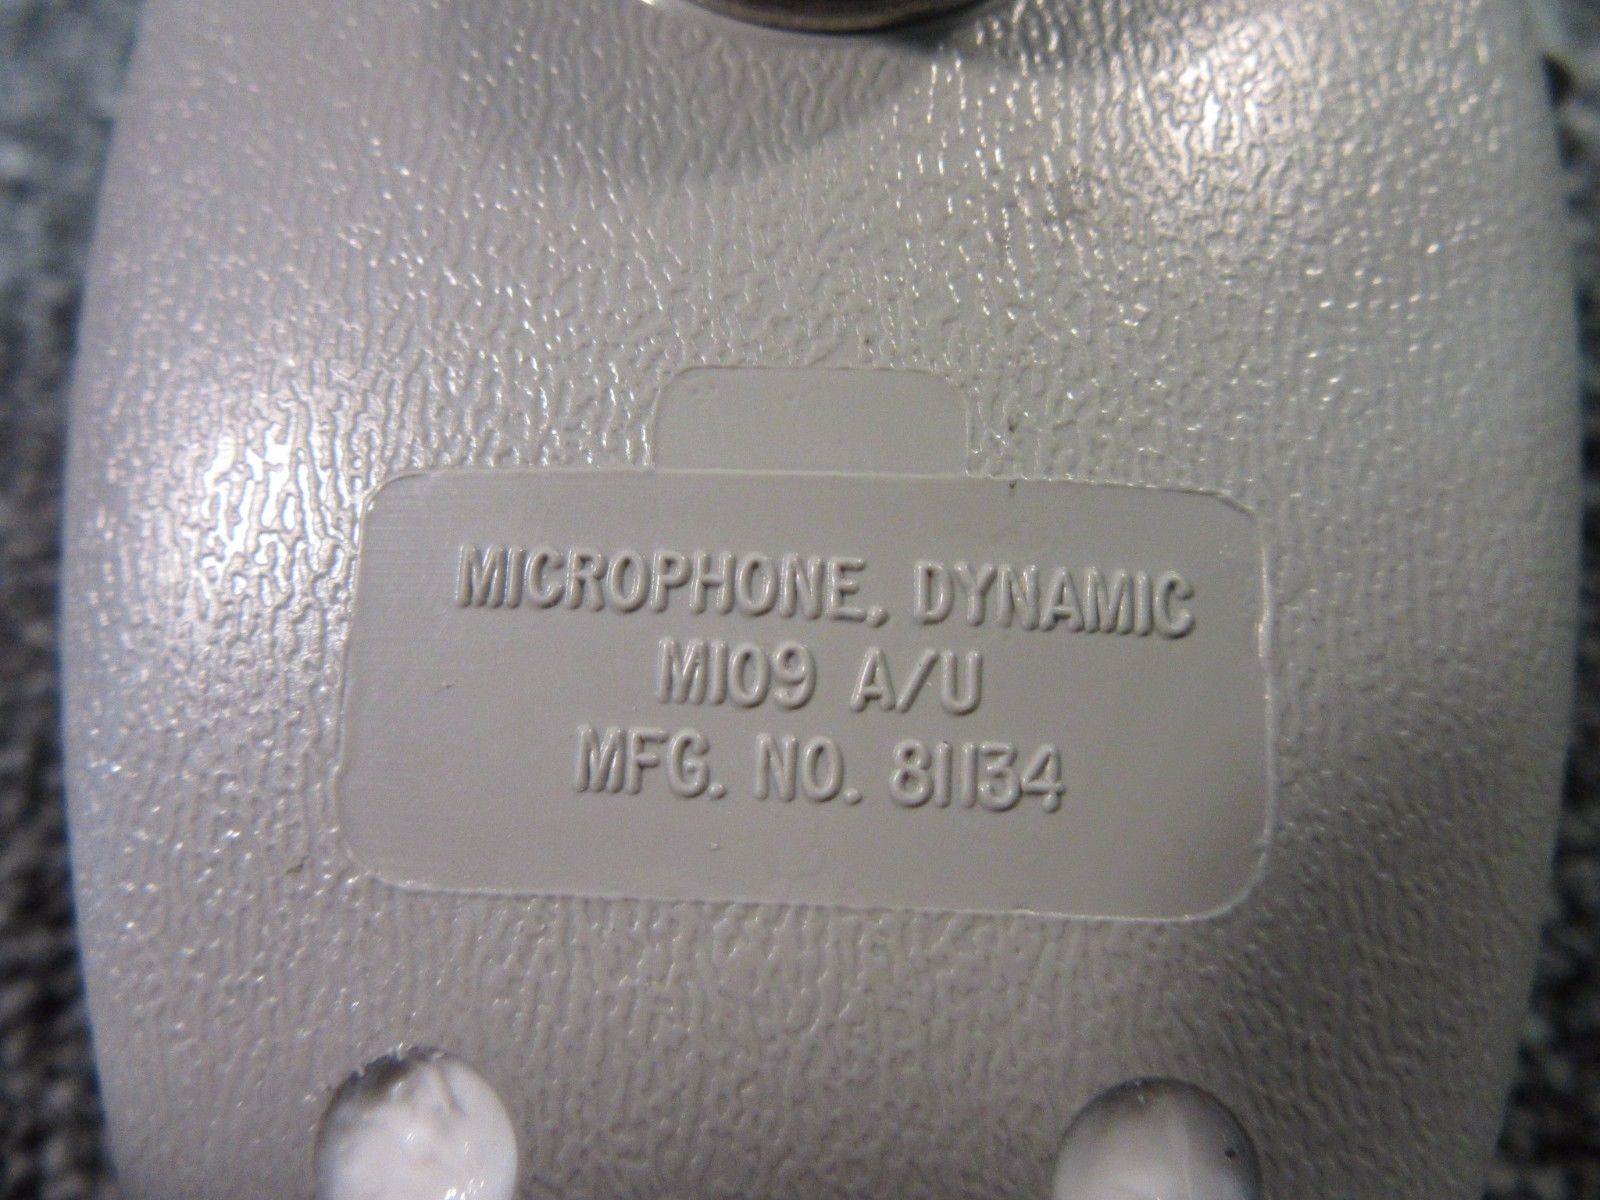 MICROPHONE, DYNAMIC
M109 A/U
MFG. NO. 81134